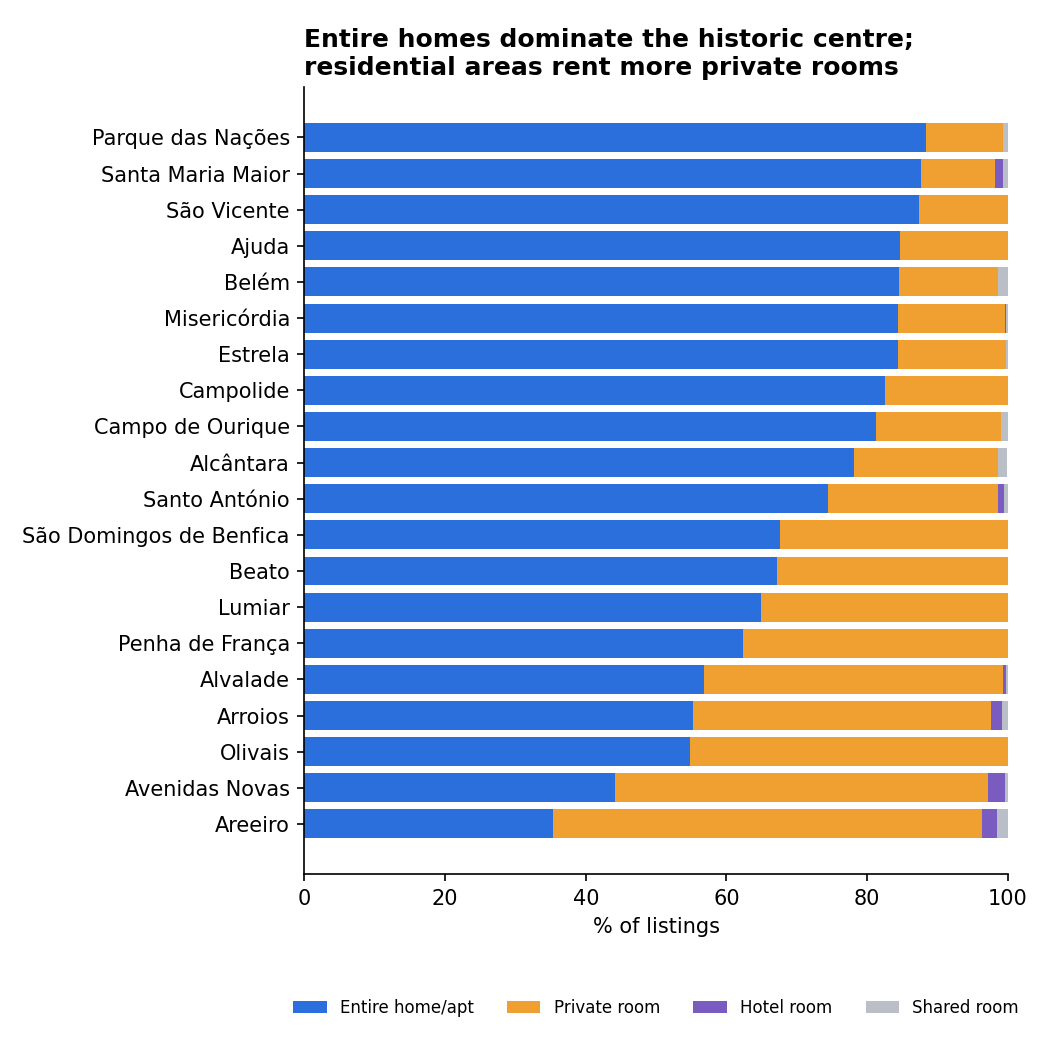 Entire homes dominate the historic centre;
residential areas rent more private rooms
Parque das Nações
Santa Maria Maior
São Vicente
Ajuda
Belém
Misericórdia
Estrela
Campolide
Campo de Ourique
Alcântara
Santo António
São Domingos de Benfica
Beato
Lumiar
Penha de França
Alvalade
Arroios
Olivais
Avenidas Novas
Areeiro
0 20 40 60 80 100
% of listings
Entire home/apt Private room Hotel room Shared room